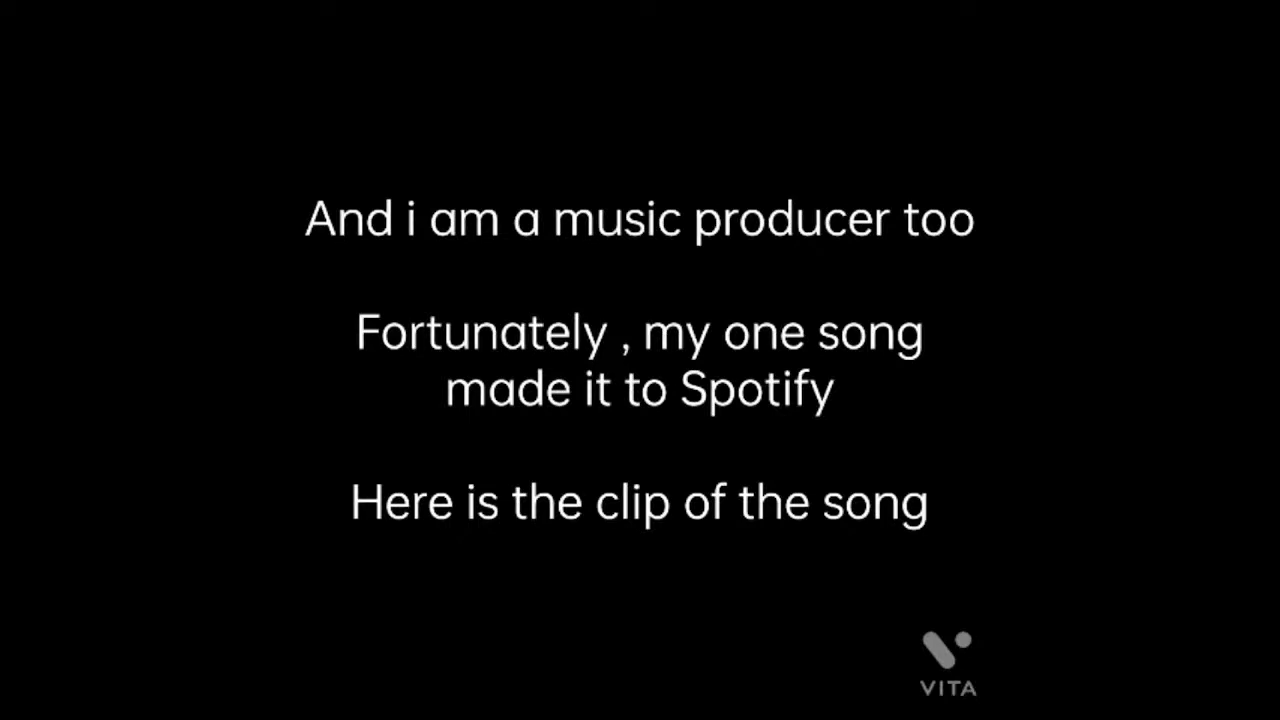 And i am a music producer too
Fortunately , my one song
made it to Spotify
Here is the clip of the song
VITA